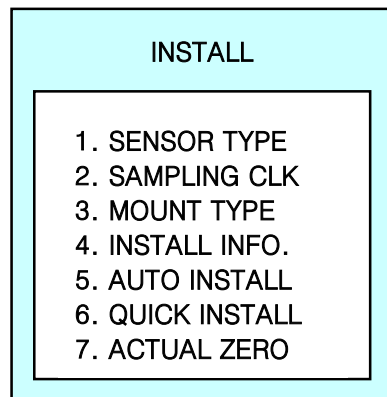 INSTALL
1. SENSOR TYPE
2. SAMPLING CLK
3. MOUNT TYPE
4. INSTALL INFO.
5. AUTO INSTALL
6. QUICK INSTALL
7. ACTUAL ZERO